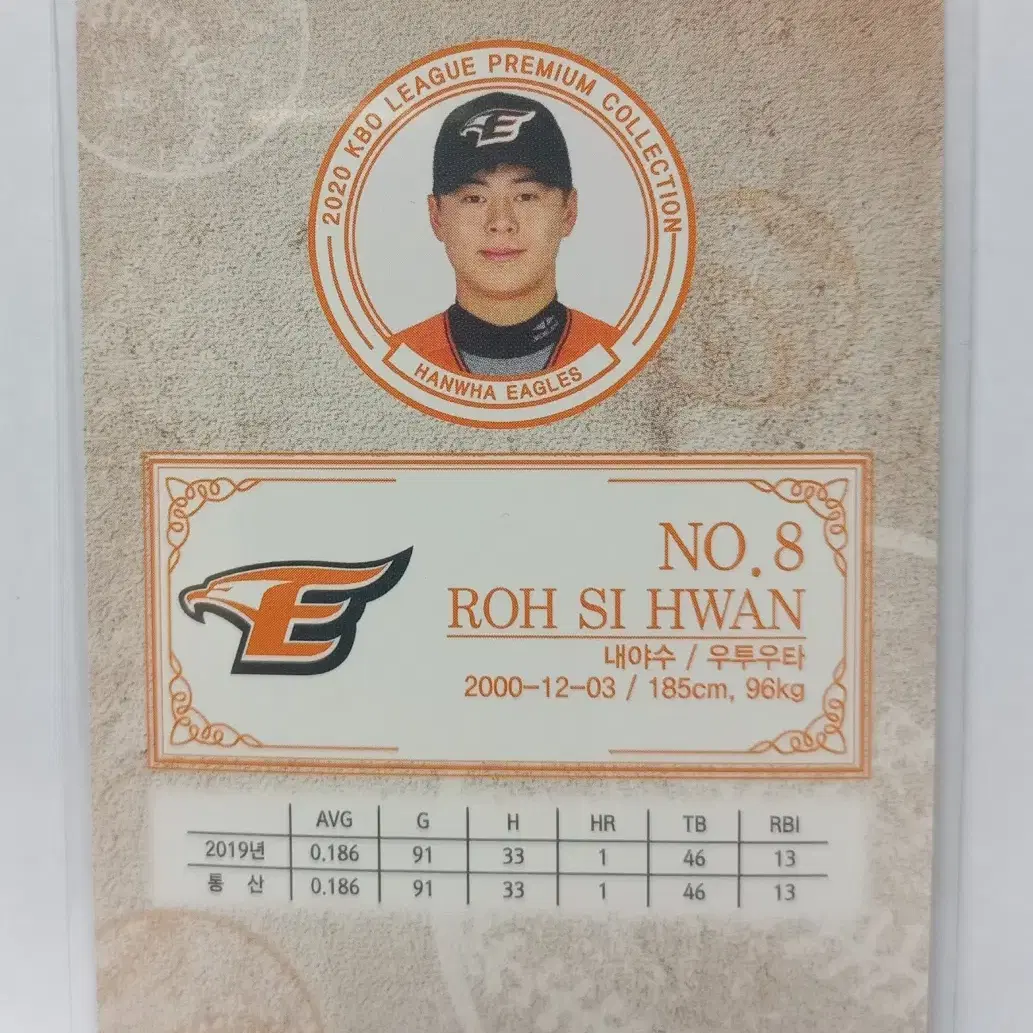 2020 KBO LEAGUE PREMIUM COLLECTION
HANWHA EAGLES
NO. 8
ROH SI HWAN
내야수 / 우투우타
2000-12-03 / 185cm, 96kg
AVG G H HR TB RBI
2019년 0.186 91 33 1 46 13
통 산 0.186 91 33 1 46 13